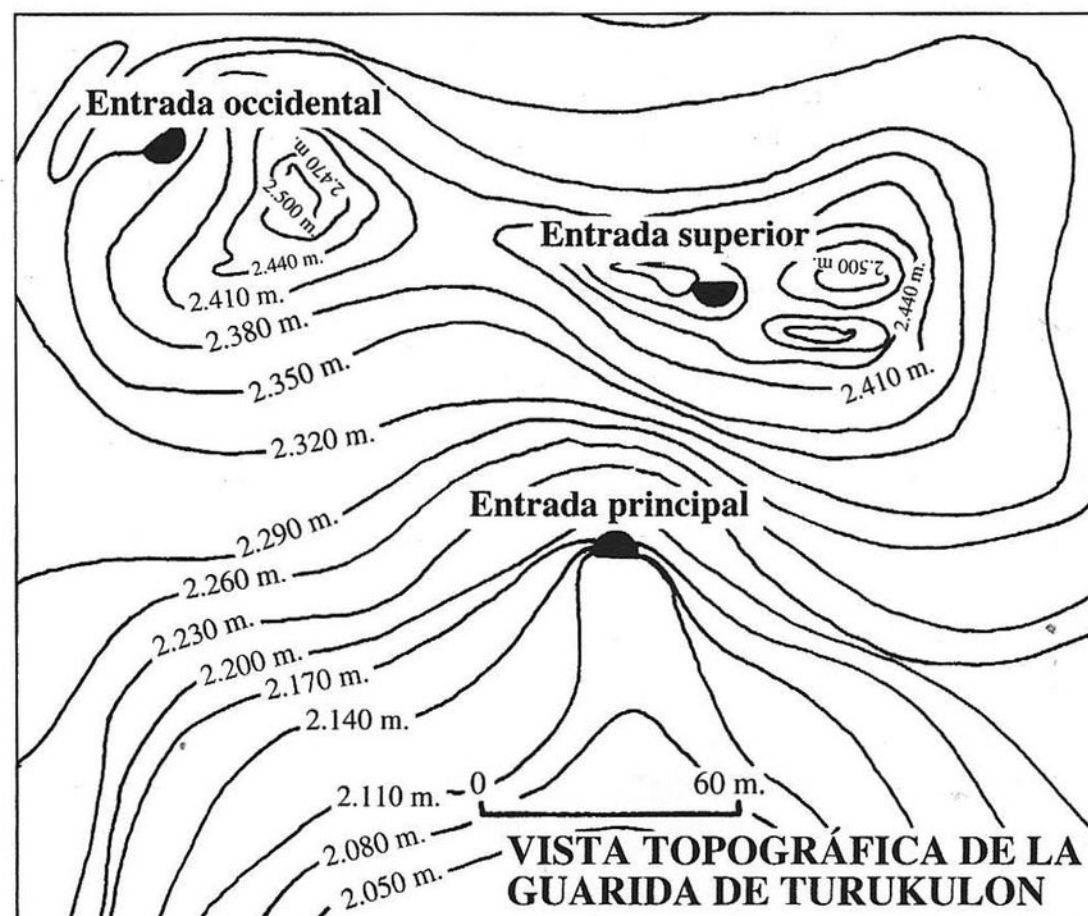 Entrada occidental
2.470 m.
2.500 m.
2.440 m.
2.410 m.
2.380 m.
2.350 m.
2.320 m.
Entrada superior
2.500 m.
2.440 m.
2.410 m.
Entrada principal
2.290 m.
2.260 m.
2.230 m.
2.200 m.
2.170 m.
2.140 m.
2.110 m.
2.080 m.
2.050 m.
0 60 m.
VISTA TOPOGRÁFICA DE LA
GUARIDA DE TURUKULON